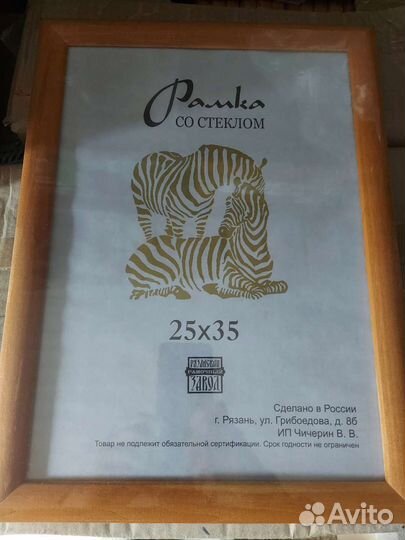 Рамка
СО СТЕКЛОМ
25x35
РЯЗАНСКИЙ
РАМОЧНЫЙ
ЗАВОД
Сделано в России
г. Рязань, ул. Грибоедова, д. 8б
ИП Чичерин В. В.
Товар не подлежит обязательной сертификации. Срок годности не ограничен
Avito